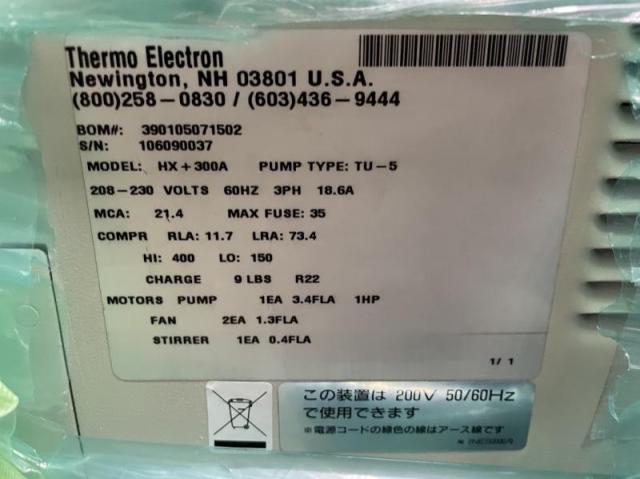 Thermo Electron
Newington, NH 03801 U.S.A.
(800)258-0830 / (603)436-9444
BOM#: 390105071502
S/N: 106090037
MODEL: HX+300A PUMP TYPE: TU-5
208-230 VOLTS 60HZ 3PH 18.6A
MCA: 21.4 MAX FUSE: 35
COMPR RLA: 11.7 LRA: 73.4
HI: 400 LO: 150
CHARGE 9 LBS R22
MOTORS PUMP 1EA 3.4FLA 1HP
FAN 2EA 1.3FLA
STIRRER 1EA 0.4FLA
1/ 1
この装置は 200V 50/60Hz
で使用できます
※電源コードの緑色の線はアース線です